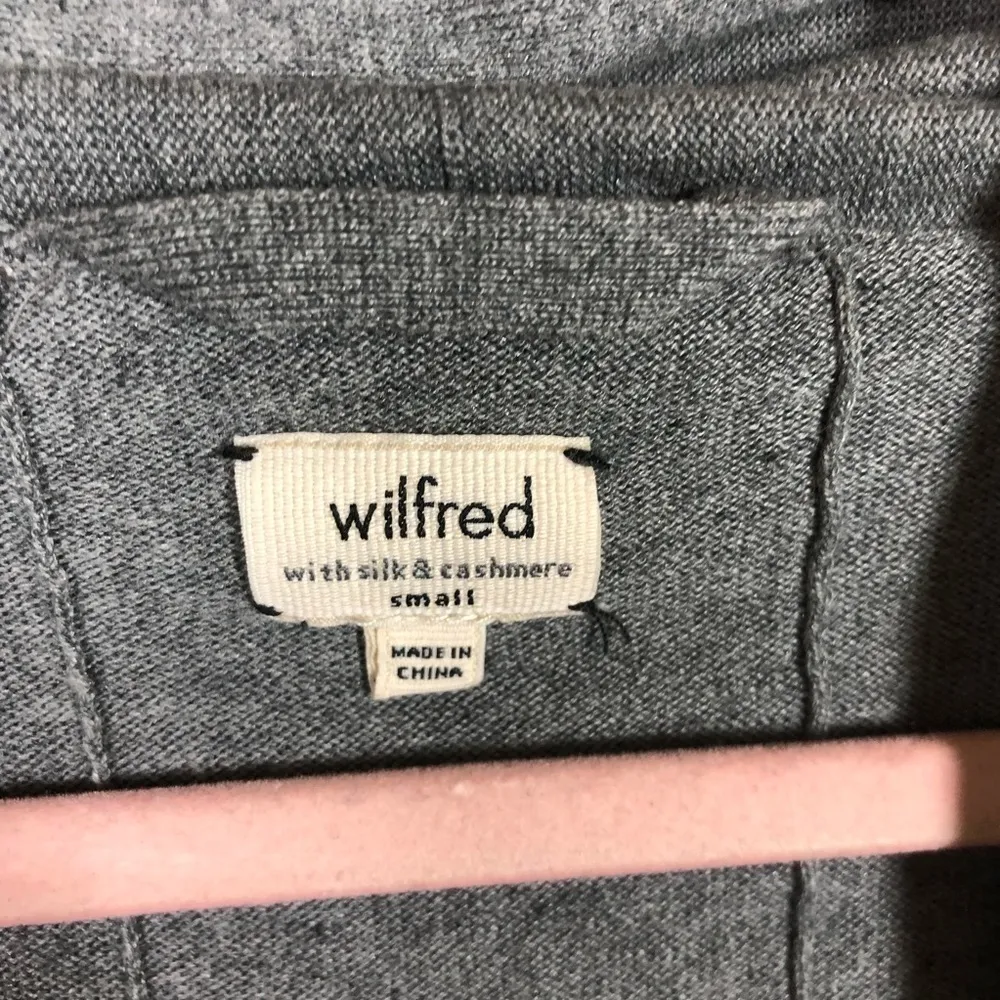 wilfred
with silk & cashmere
small
MADE IN
CHINA